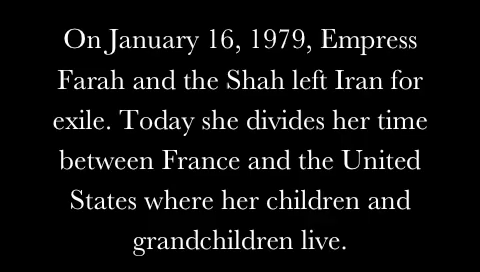 On January 16, 1979, Empress
Farah and the Shah left Iran for
exile. Today she divides her time
between France and the United
States where her children and
grandchildren live.